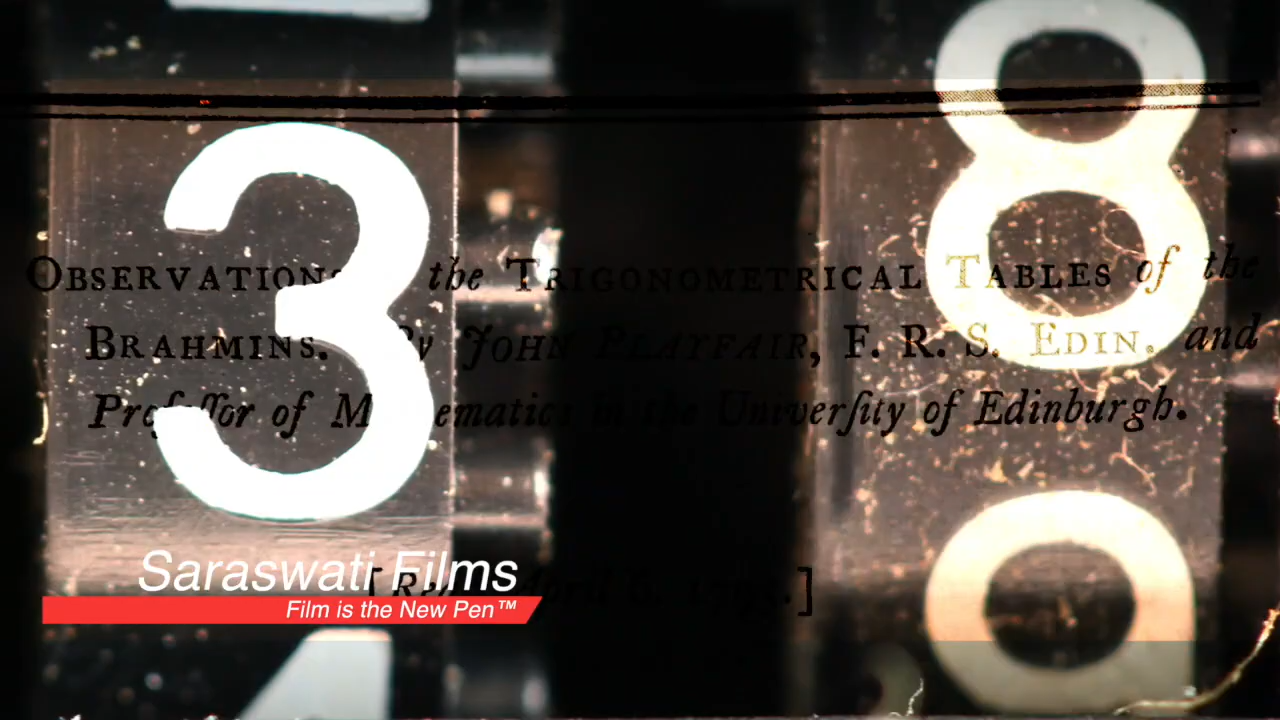 3 8
OBSERVATIONS the TRIGONOMETRICAL TABLES of the
BRAHMINS. By JOHN PLAYFAIR, F. R. S. EDIN. and
Profeſſor of Mathematics in the Univerſity of Edinburgh.
Saraswati Films
Film is the New Pen™
9